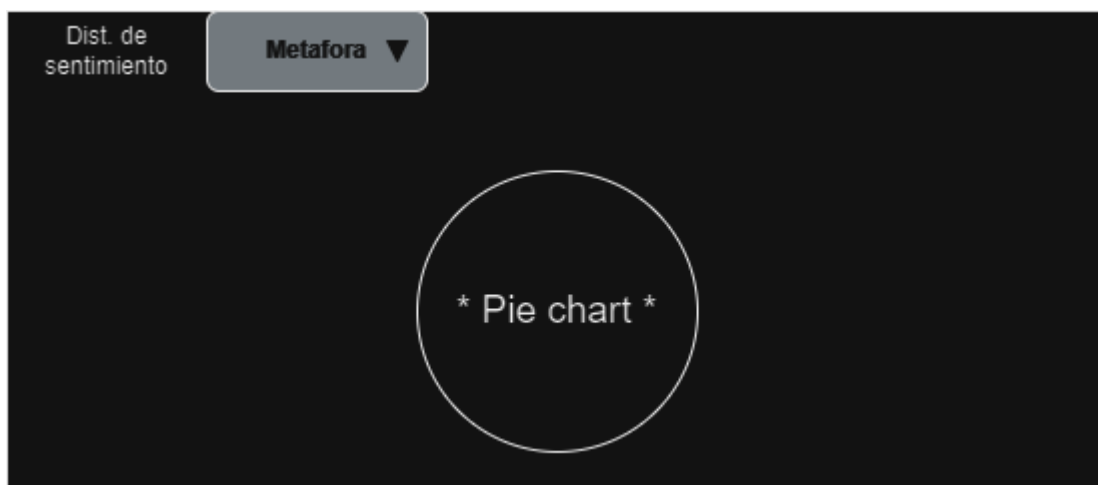 Dist. de
sentimiento
Metafora ▼
* Pie chart *